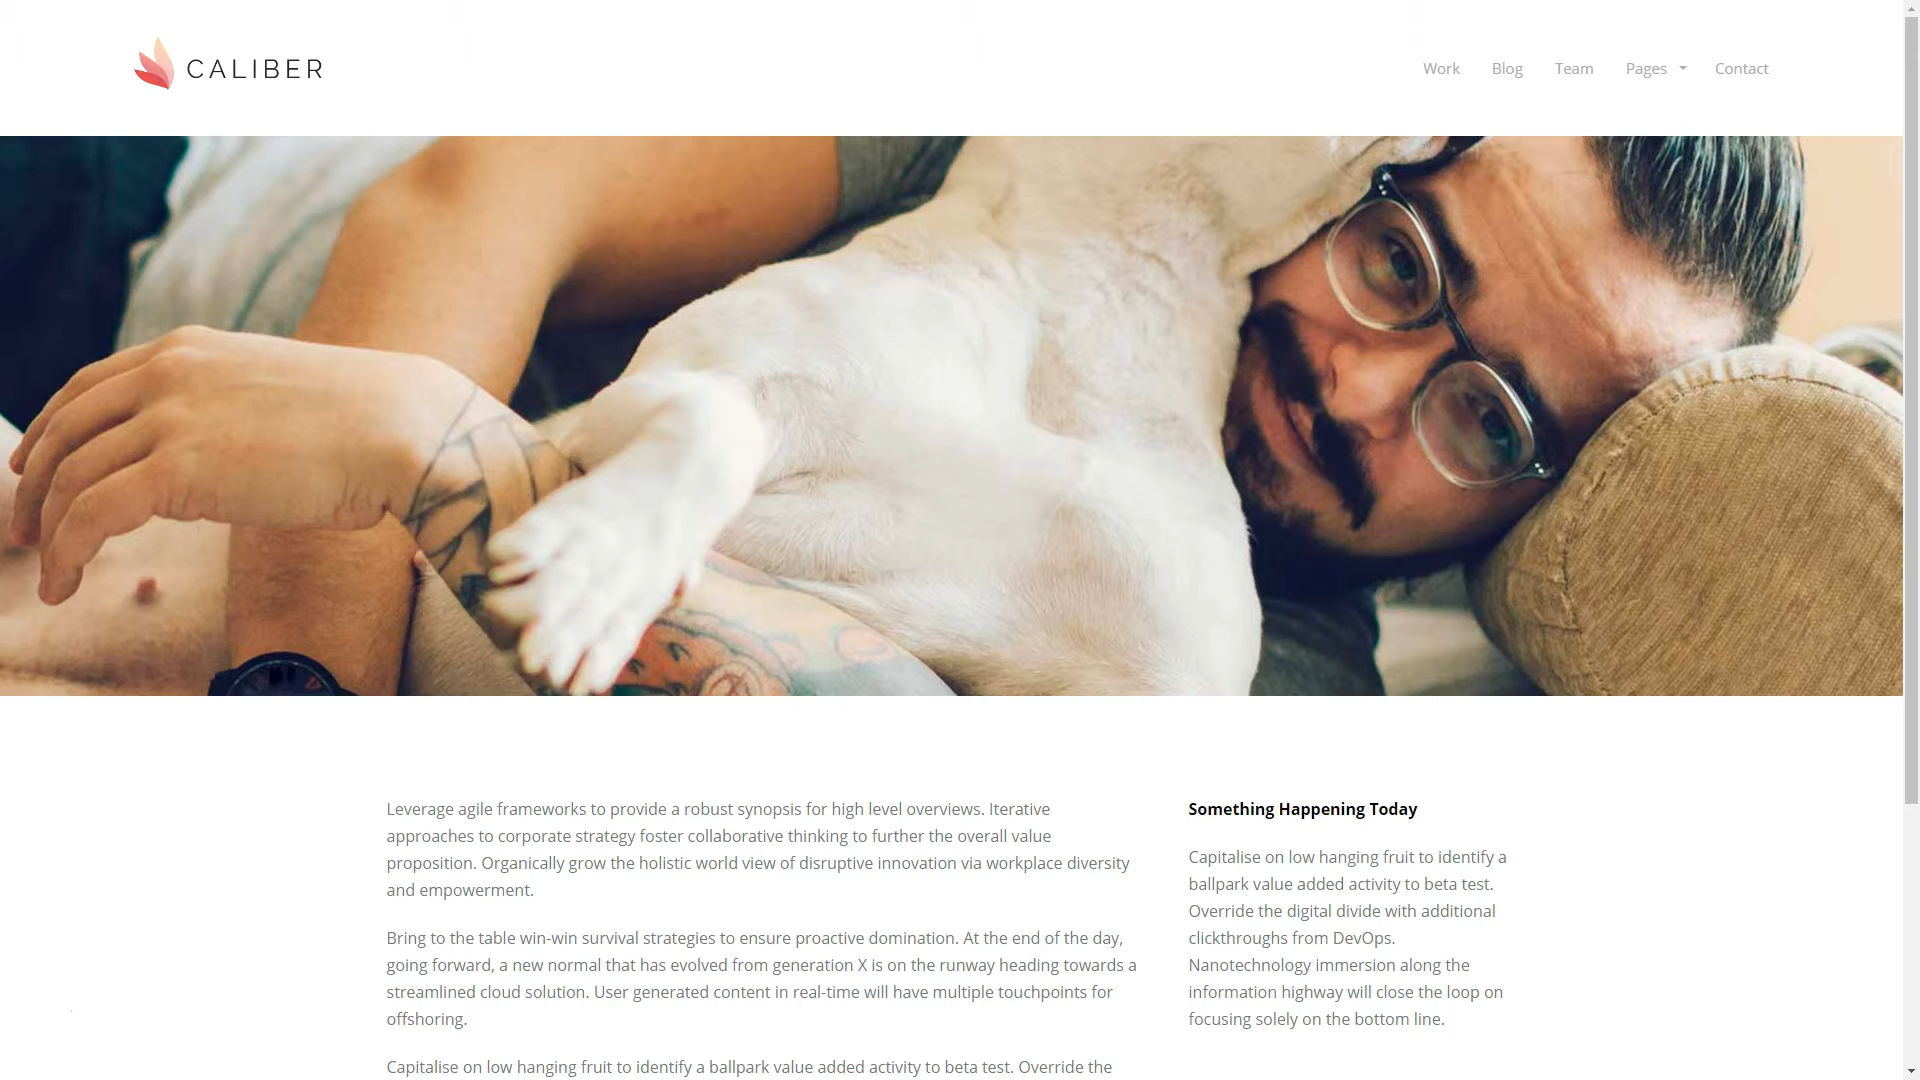 CALIBER
Work
Blog
Team
Pages
Contact
Leverage agile frameworks to provide a robust synopsis for high level overviews. Iterative
approaches to corporate strategy foster collaborative thinking to further the overall value
proposition. Organically grow the holistic world view of disruptive innovation via workplace diversity
and empowerment.
Bring to the table win-win survival strategies to ensure proactive domination. At the end of the day,
going forward, a new normal that has evolved from generation X is on the runway heading towards a
streamlined cloud solution. User generated content in real-time will have multiple touchpoints for
offshoring.
Capitalise on low hanging fruit to identify a ballpark value added activity to beta test. Override the
Something Happening Today
Capitalise on low hanging fruit to identify a
ballpark value added activity to beta test.
Override the digital divide with additional
clickthroughs from DevOps.
Nanotechnology immersion along the
information highway will close the loop on
focusing solely on the bottom line.